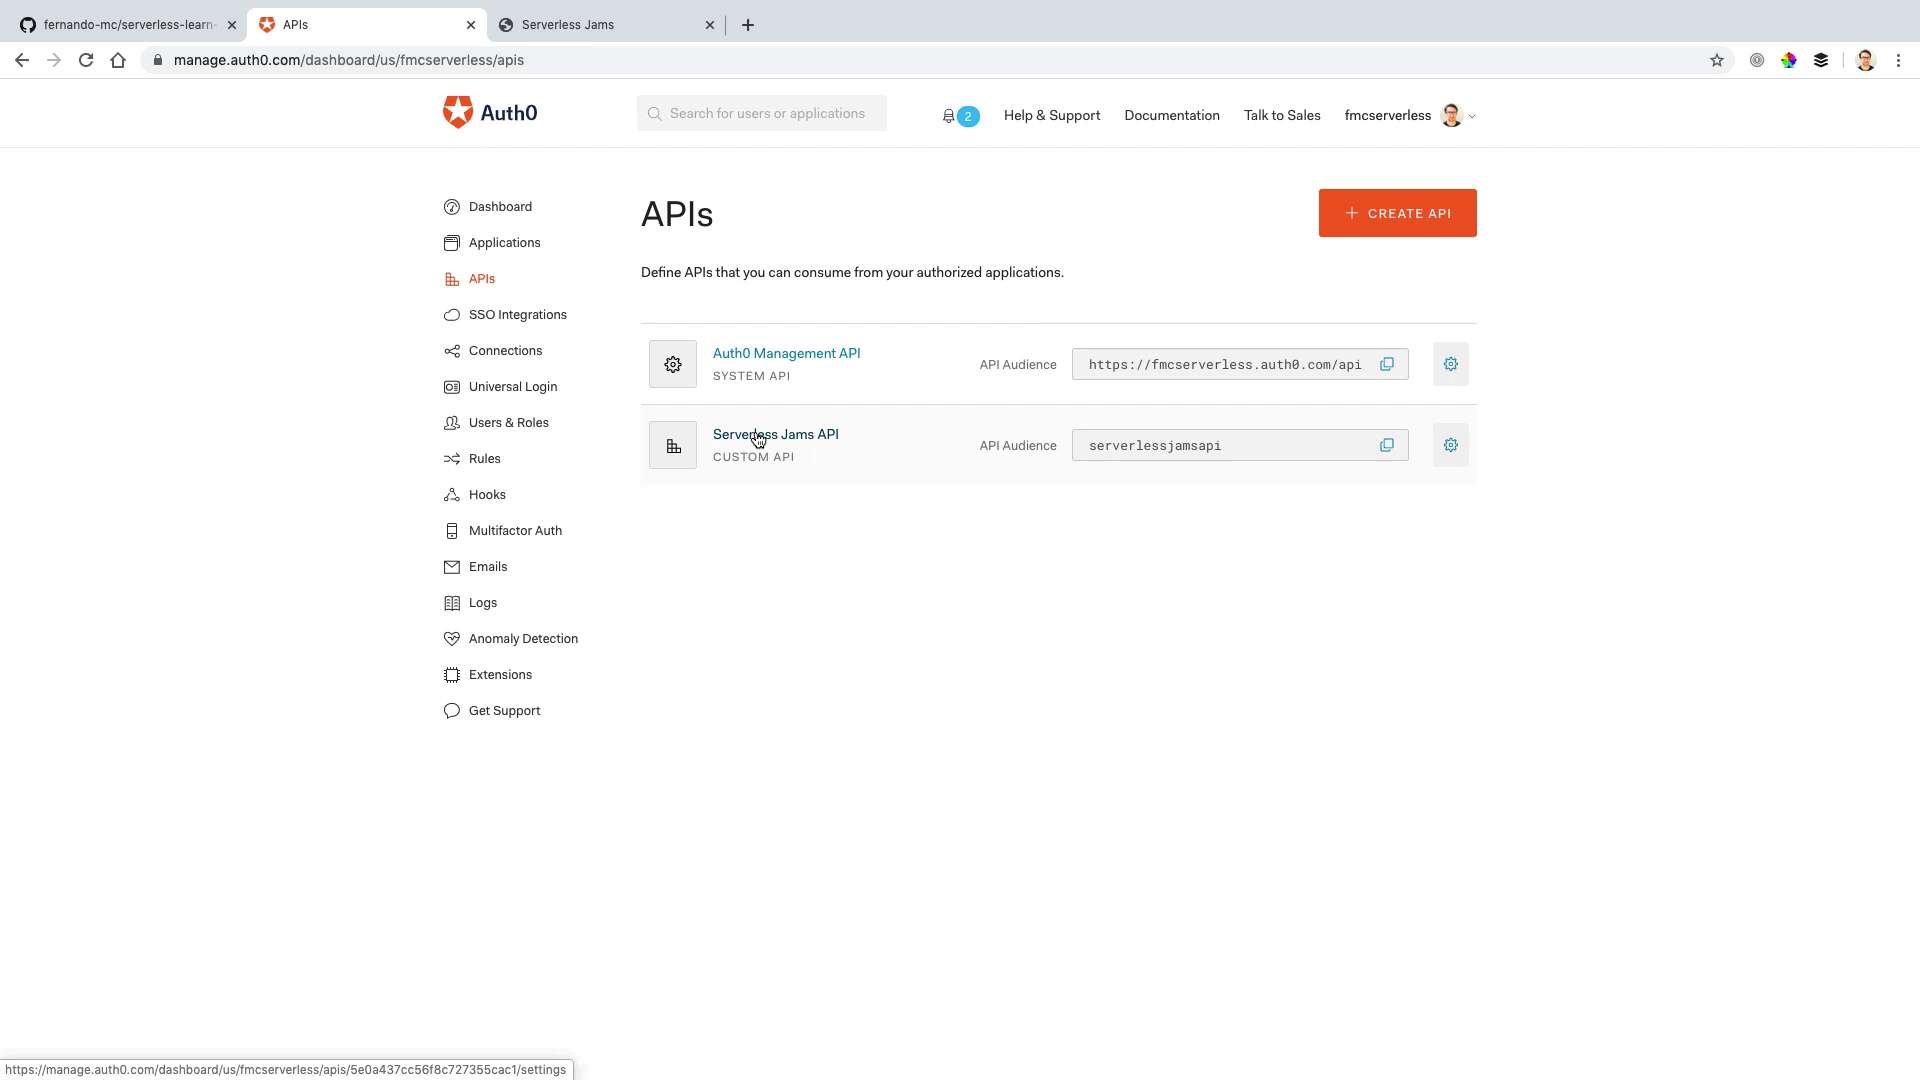 fernando-mc/serverless-learn-
APIs
Serverless Jams
manage.auth0.com/dashboard/us/fmcserverless/apis
Auth0
Search for users or applications
2
Help & Support
Documentation
Talk to Sales
fmcserverless
Dashboard
Applications
APIs
SSO Integrations
Connections
Universal Login
Users & Roles
Rules
Hooks
Multifactor Auth
Emails
Logs
Anomaly Detection
Extensions
Get Support
APIs
CREATE API
Define APIs that you can consume from your authorized applications.
Auth0 Management API
SYSTEM API
API Audience
https://fmcserverless.auth0.com/api
Serverless Jams API
CUSTOM API
API Audience
serverlessjamsapi
https://manage.auth0.com/dashboard/us/fmcserverless/apis/5e0a437cc56f8c727355cac1/settings